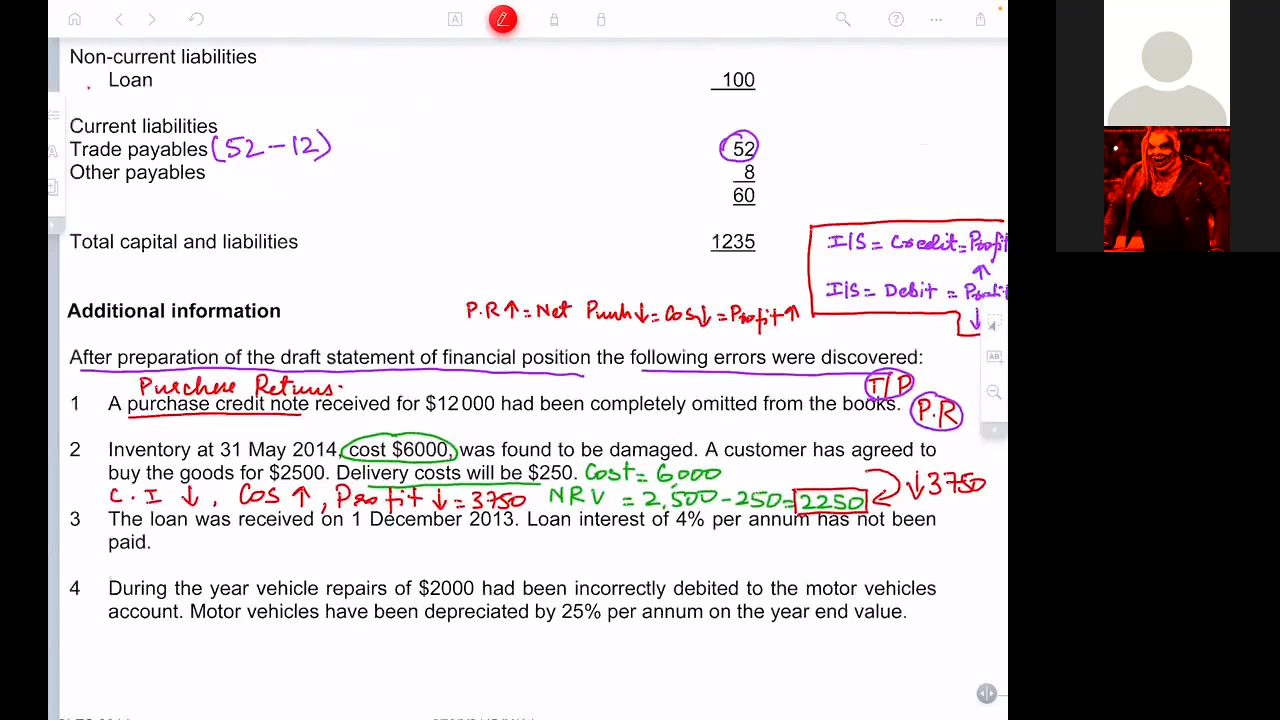 Non-current liabilities
Loan 100
Current liabilities
Trade payables (52 - 12) 52
Other payables 8
60
Total capital and liabilities 1235
I/S = Credit = Profit ↑
I/S = Debit = Profit ↓
Additional information
P.R ↑ = Net Purch ↓ = Cos ↓ = Profit ↑
After preparation of the draft statement of financial position the following errors were discovered:
Purchase Returns.
T/P
1 A purchase credit note received for $12 000 had been completely omitted from the books.
P.R
2 Inventory at 31 May 2014, cost $6000, was found to be damaged. A customer has agreed to
buy the goods for $2500. Delivery costs will be $250. Cost = 6,000
C.I ↓, Cos ↑, Profit ↓ = 3750 NRV = 2,500 - 250 = 2250 ↓ 3750
3 The loan was received on 1 December 2013. Loan interest of 4% per annum has not been
paid.
4 During the year vehicle repairs of $2000 had been incorrectly debited to the motor vehicles
account. Motor vehicles have been depreciated by 25% per annum on the year end value.